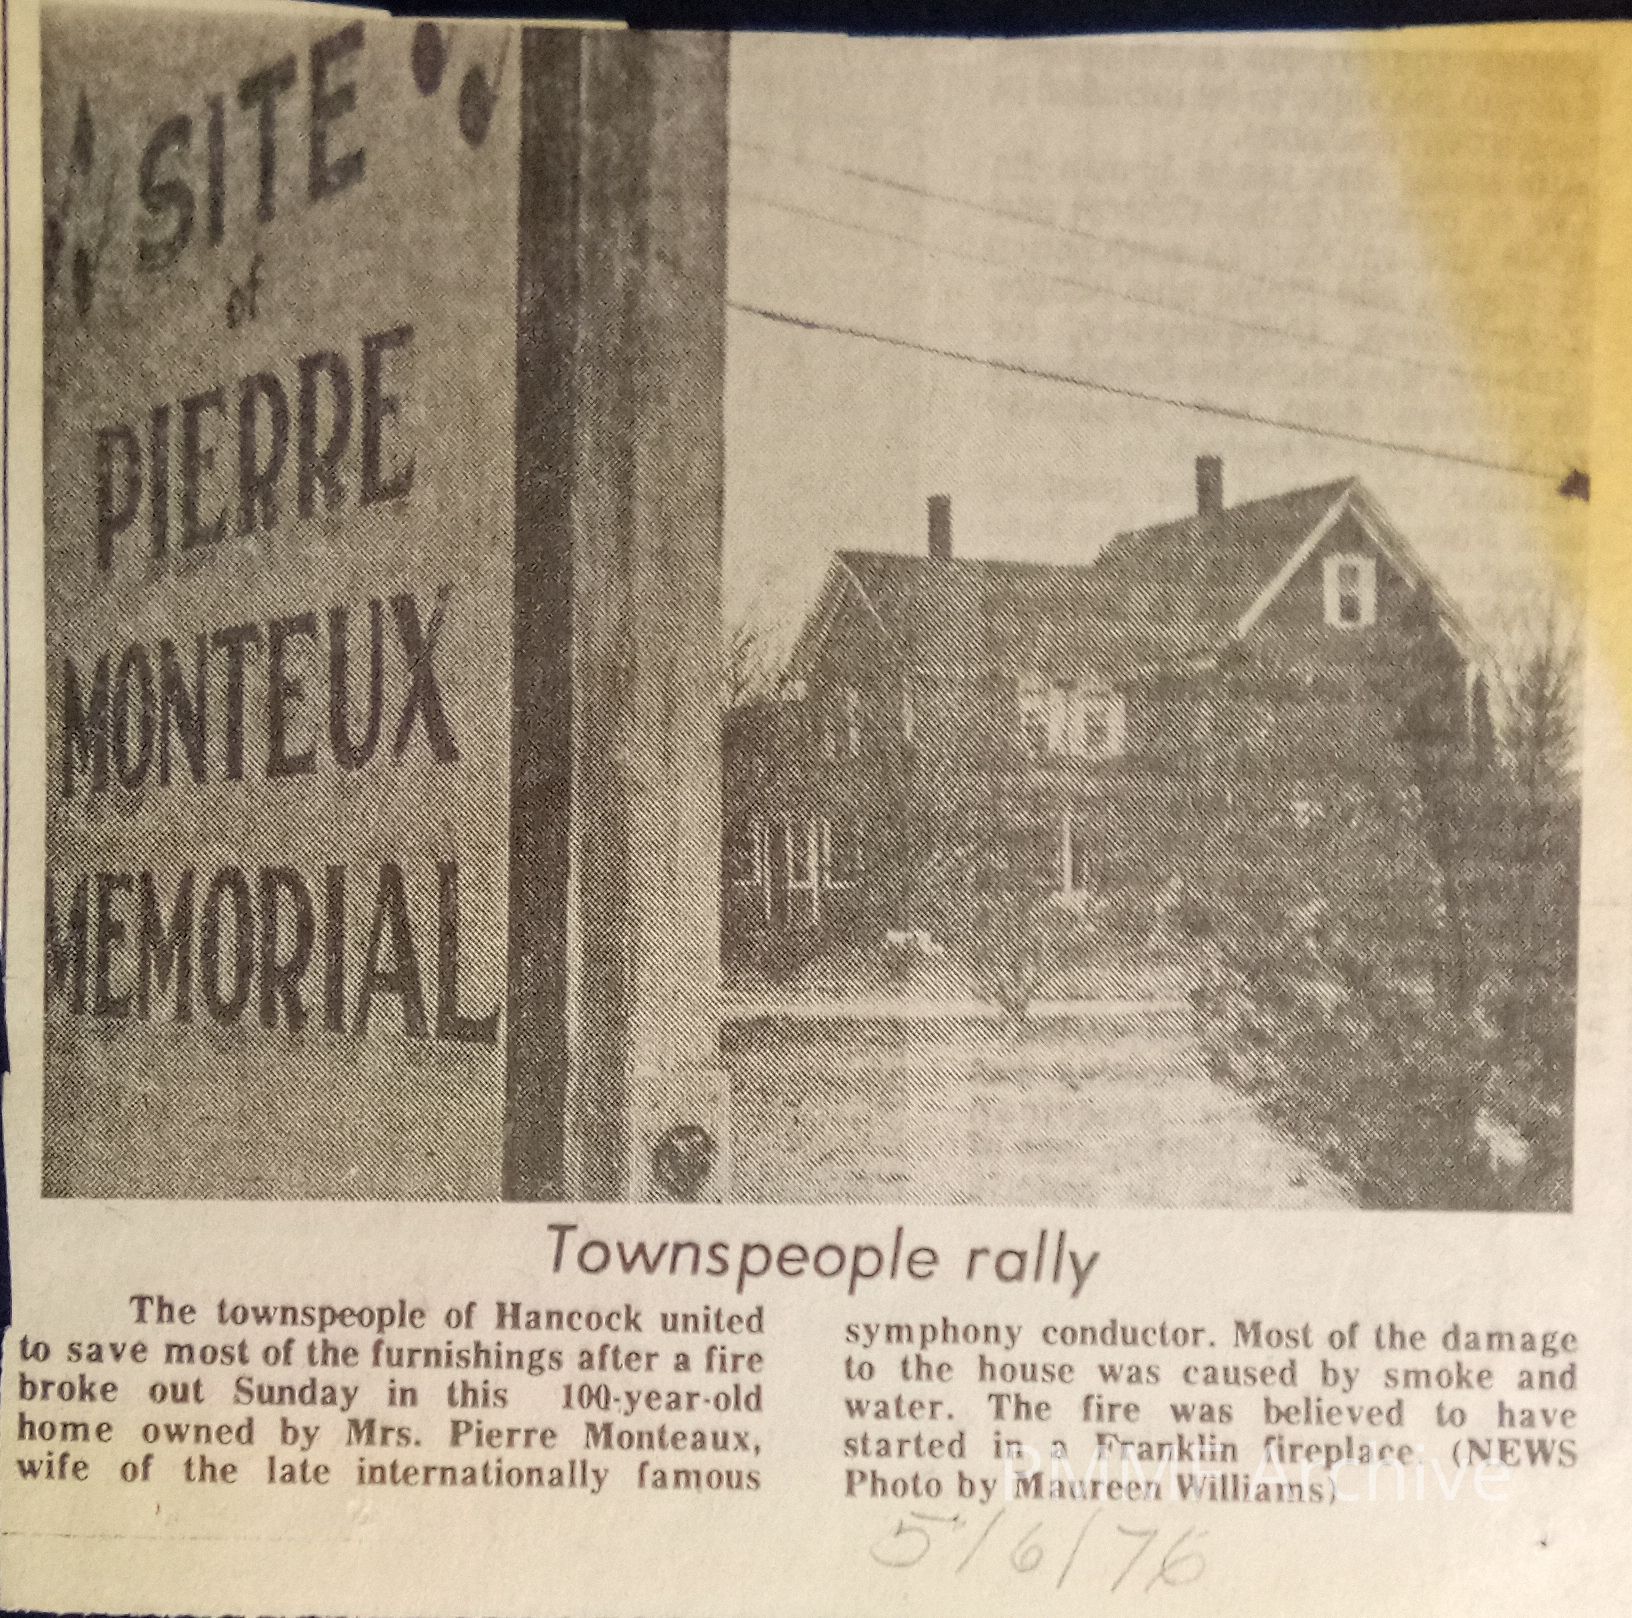 SITE
of
PIERRE
MONTEUX
MEMORIAL
Townspeople rally
The townspeople of Hancock united
to save most of the furnishings after a fire
broke out Sunday in this 100-year-old
home owned by Mrs. Pierre Monteaux,
wife of the late internationally famous
symphony conductor. Most of the damage
to the house was caused by smoke and
water. The fire was believed to have
started in a Franklin fireplace. (NEWS
Photo by Maureen Williams)
PMMF Archive
5/6/76